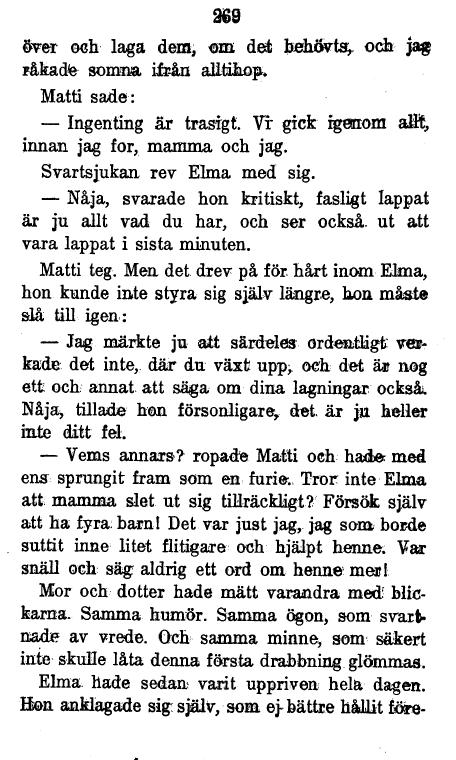 269
över och laga dem, om det behövts, och jag
råkade somna ifrån alltihop.
Matti sade:
— Ingenting är trasigt. Vi gick igenom allt,
innan jag for, mamma och jag.
Svartsjukan rev Elma med sig.
— Nåja, svarade hon kritiskt, fasligt lappat
är ju allt vad du har, och ser också ut att
vara lappat i sista minuten.
Matti teg. Men det drev på för hårt inom Elma,
hon kunde inte styra sig själv längre, hon måste
slå till igen:
— Jag märkte ju att särdeles ordentligt ver-
kade det inte, där du växt upp, och det är nog
ett och annat att säga om dina lagningar också.
Nåja, tillade hon försonligare, det är ju heller
inte ditt fel.
— Vems annars? ropade Matti och hade med
ens sprungit fram som en furie. Tror inte Elma
att mamma slet ut sig tillräckligt? Försök själv
att ha fyra barn! Det var just jag, jag som borde
suttit inne litet flitigare och hjälpt henne. Var
snäll och säg aldrig ett ord om henne mer!
Mor och dotter hade mätt varandra med blic-
karna. Samma humör. Samma ögon, som svart-
nade av vrede. Och samma minne, som säkert
inte skulle låta denna första drabbning glömmas.
Elma hade sedan varit uppriven hela dagen.
Hon anklagade sig själv, som ej bättre hållit före-